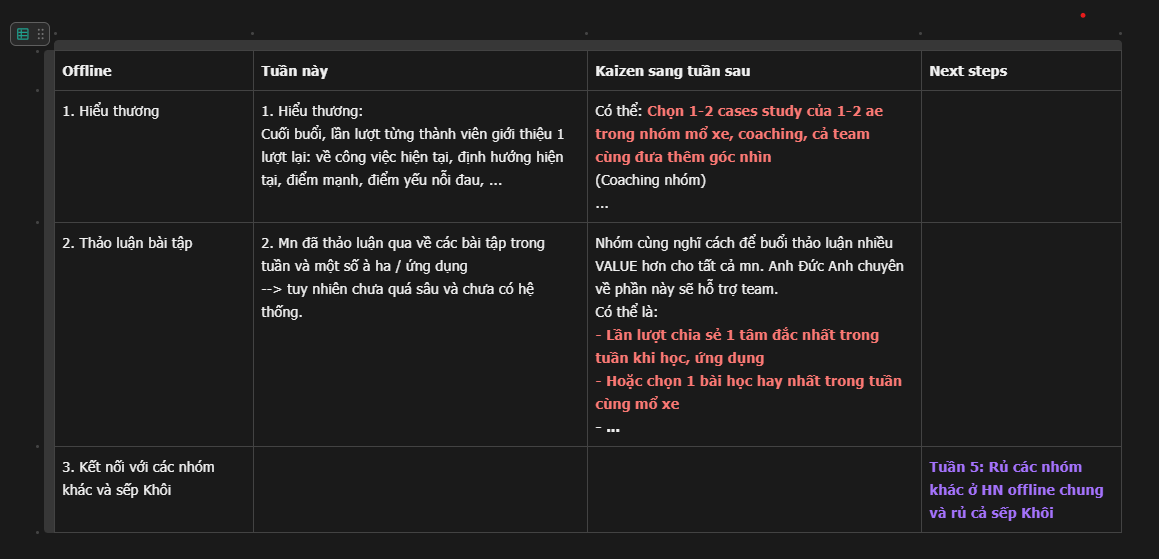 Offline
Tuần này
Kaizen sang tuần sau
Next steps
1. Hiểu thương
1. Hiểu thương:
Cuối buổi, lần lượt từng thành viên giới thiệu 1
lượt lại: về công việc hiện tại, định hướng hiện
tại, điểm mạnh, điểm yếu nỗi đau, ...
Có thể: Chọn 1-2 cases study của 1-2 ae
trong nhóm mổ xe, coaching, cả team
cùng đưa thêm góc nhìn
(Coaching nhóm)
...
2. Thảo luận bài tập
2. Mn đã thảo luận qua về các bài tập trong
tuần và một số à ha / ứng dụng
--> tuy nhiên chưa quá sâu và chưa có hệ
thống.
Nhóm cùng nghĩ cách để buổi thảo luận nhiều
VALUE hơn cho tất cả mn. Anh Đức Anh chuyên
về phần này sẽ hỗ trợ team.
Có thể là:
- Lần lượt chia sẻ 1 tâm đắc nhất trong
tuần khi học, ứng dụng
- Hoặc chọn 1 bài học hay nhất trong tuần
cùng mổ xe
- ...
3. Kết nối với các nhóm
khác và sếp Khôi
Tuần 5: Rủ các nhóm
khác ở HN offline chung
và rủ cả sếp Khôi